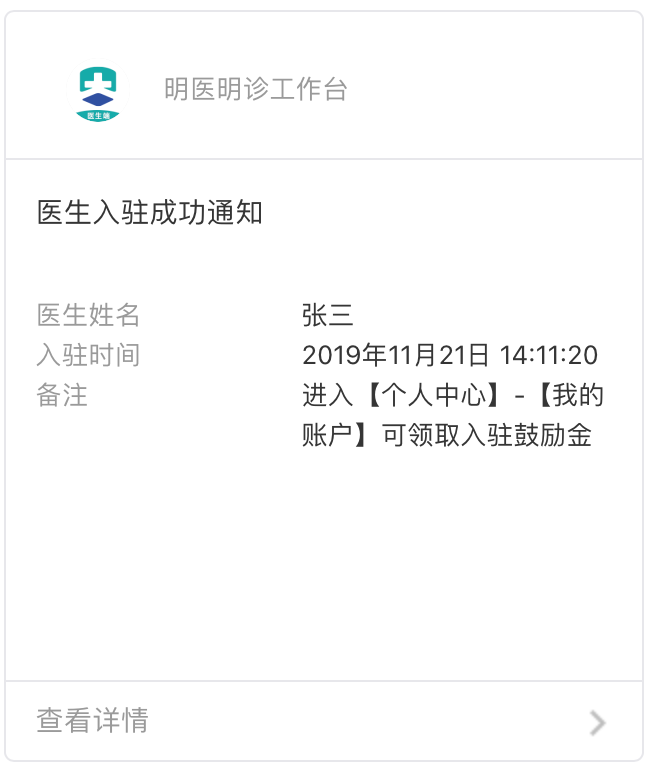 医生端
明医明诊工作台
医生入驻成功通知
医生姓名 张三
入驻时间 2019年11月21日 14:11:20
备注 进入【个人中心】-【我的
账户】可领取入驻鼓励金
查看详情